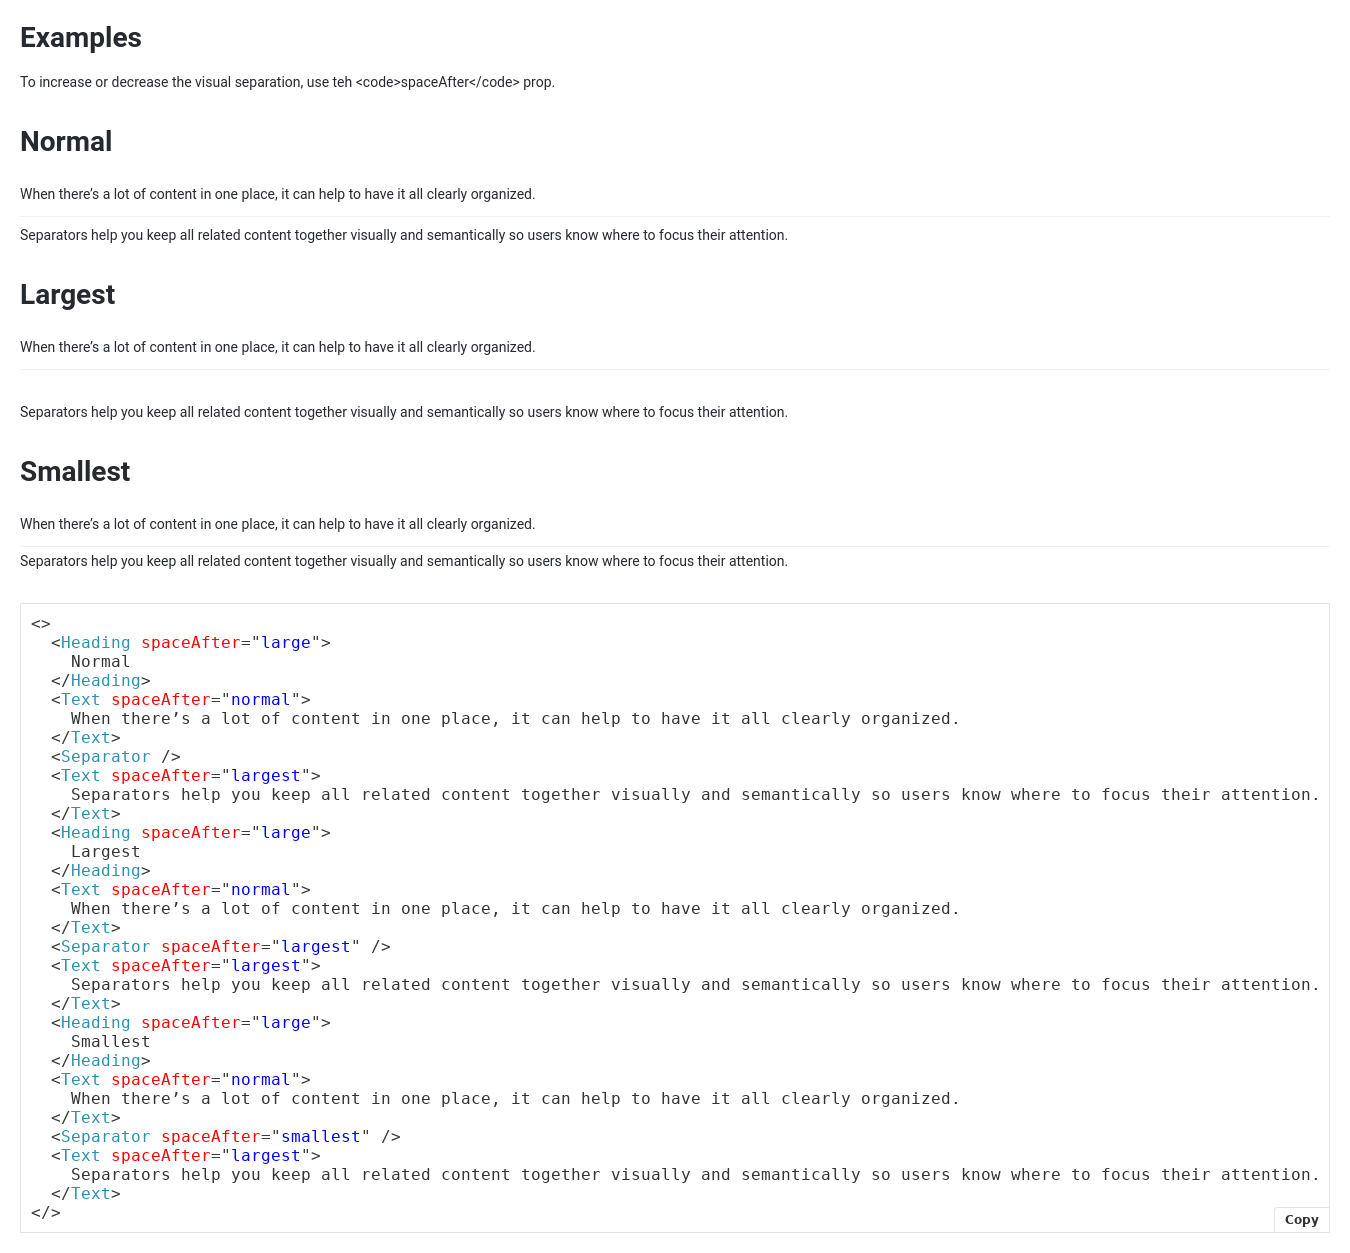 Examples
To increase or decrease the visual separation, use teh <code>spaceAfter</code> prop.
Normal
When there’s a lot of content in one place, it can help to have it all clearly organized.
Separators help you keep all related content together visually and semantically so users know where to focus their attention.
Largest
When there’s a lot of content in one place, it can help to have it all clearly organized.
Separators help you keep all related content together visually and semantically so users know where to focus their attention.
Smallest
When there’s a lot of content in one place, it can help to have it all clearly organized.
Separators help you keep all related content together visually and semantically so users know where to focus their attention.
<>
  <Heading spaceAfter="large">
    Normal
  </Heading>
  <Text spaceAfter="normal">
    When there’s a lot of content in one place, it can help to have it all clearly organized.
  </Text>
  <Separator />
  <Text spaceAfter="largest">
    Separators help you keep all related content together visually and semantically so users know where to focus their attention.
  </Text>
  <Heading spaceAfter="large">
    Largest
  </Heading>
  <Text spaceAfter="normal">
    When there’s a lot of content in one place, it can help to have it all clearly organized.
  </Text>
  <Separator spaceAfter="largest" />
  <Text spaceAfter="largest">
    Separators help you keep all related content together visually and semantically so users know where to focus their attention.
  </Text>
  <Heading spaceAfter="large">
    Smallest
  </Heading>
  <Text spaceAfter="normal">
    When there’s a lot of content in one place, it can help to have it all clearly organized.
  </Text>
  <Separator spaceAfter="smallest" />
  <Text spaceAfter="largest">
    Separators help you keep all related content together visually and semantically so users know where to focus their attention.
  </Text>
</>
Copy